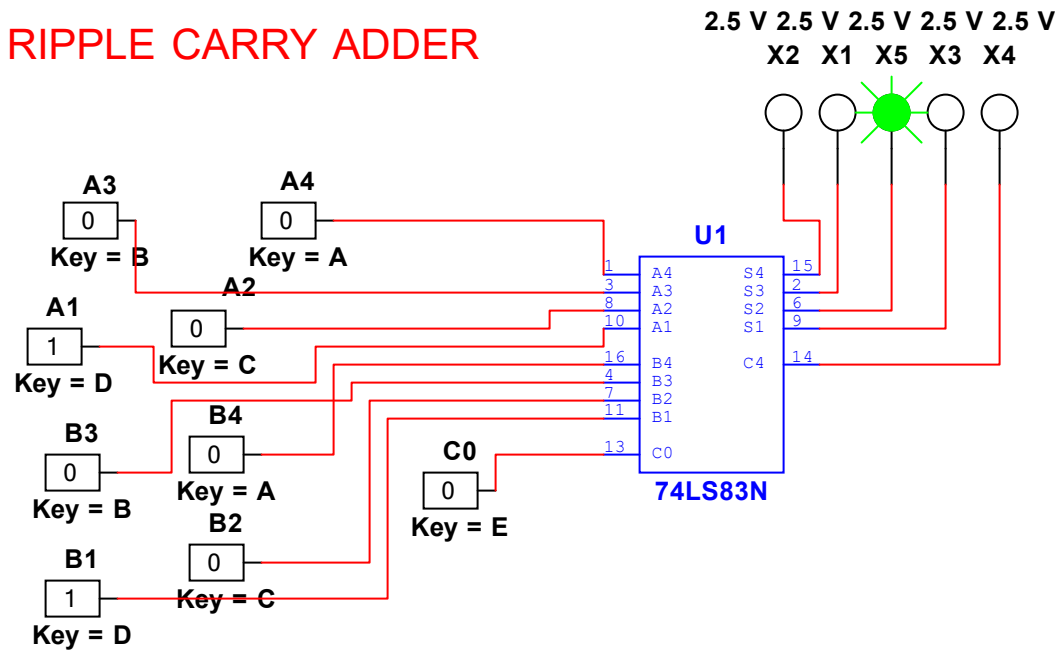 2.5 V 2.5 V 2.5 V 2.5 V 2.5 V
RIPPLE CARRY ADDER
X2 X1 X5 X3 X4
A3
0
Key = B
A4
0
Key = A
A2
0
Key = C
A1
1
Key = D
B4
0
Key = A
B3
0
Key = B
B2
0
Key = C
B1
1
Key = D
C0
0
Key = E
U1
1 A4 S4 15
3 A3 S3 2
8 A2 S2 6
10 A1 S1 9
16 B4 C4 14
4 B3
7 B2
11 B1
13 C0
74LS83N